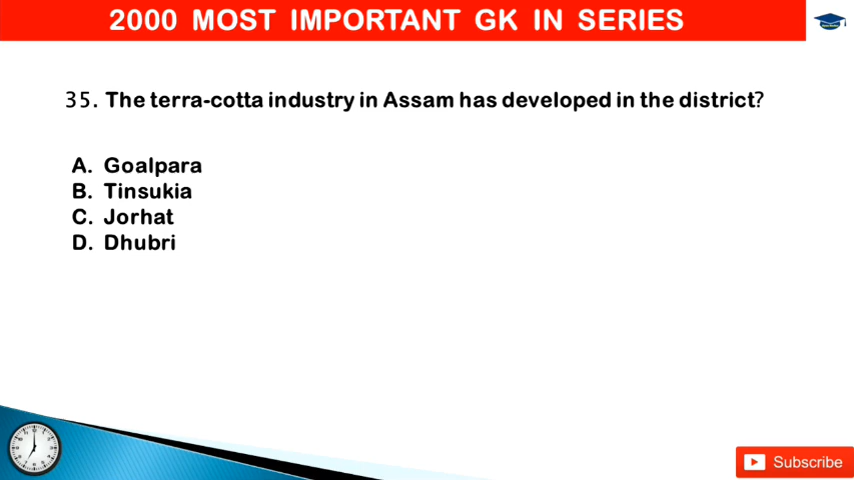 2000 MOST IMPORTANT GK IN SERIES
35. The terra-cotta industry in Assam has developed in the district?
A. Goalpara
B. Tinsukia
C. Jorhat
D. Dhubri
Subscribe